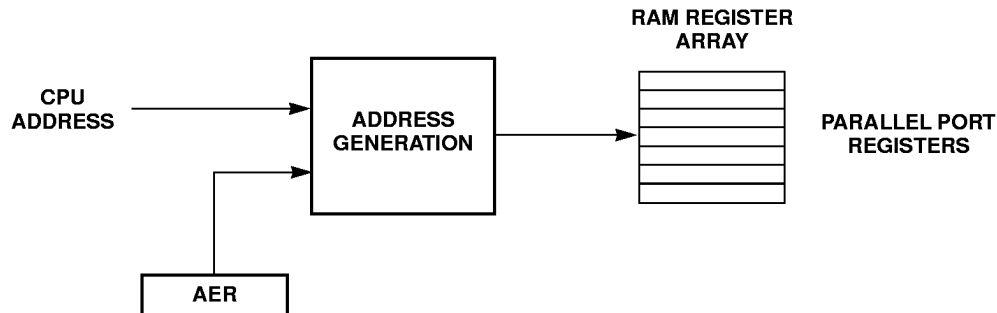 RAM REGISTER
ARRAY
CPU
ADDRESS
ADDRESS
GENERATION
PARALLEL PORT
REGISTERS
AER